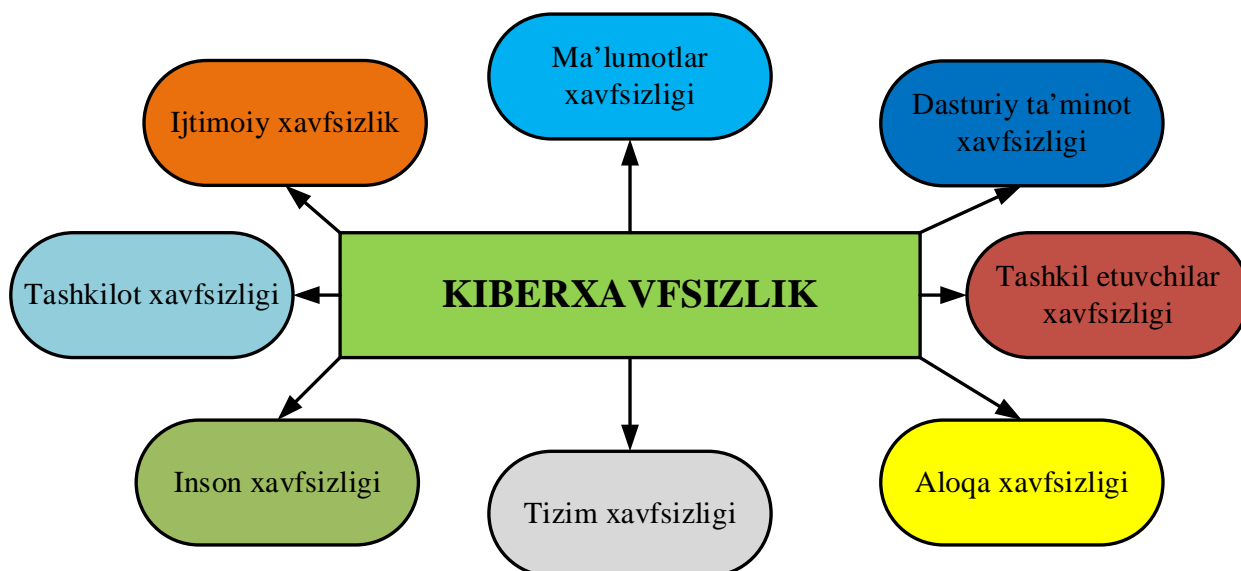 Ma’lumotlar
xavfsizligi
Ijtimoiy xavfsizlik
Dasturiy ta’minot
xavfsizligi
Tashkilot xavfsizligi
KIBERXAVFSIZLIK
Tashkil etuvchilar
xavfsizligi
Inson xavfsizligi
Tizim xavfsizligi
Aloqa xavfsizligi